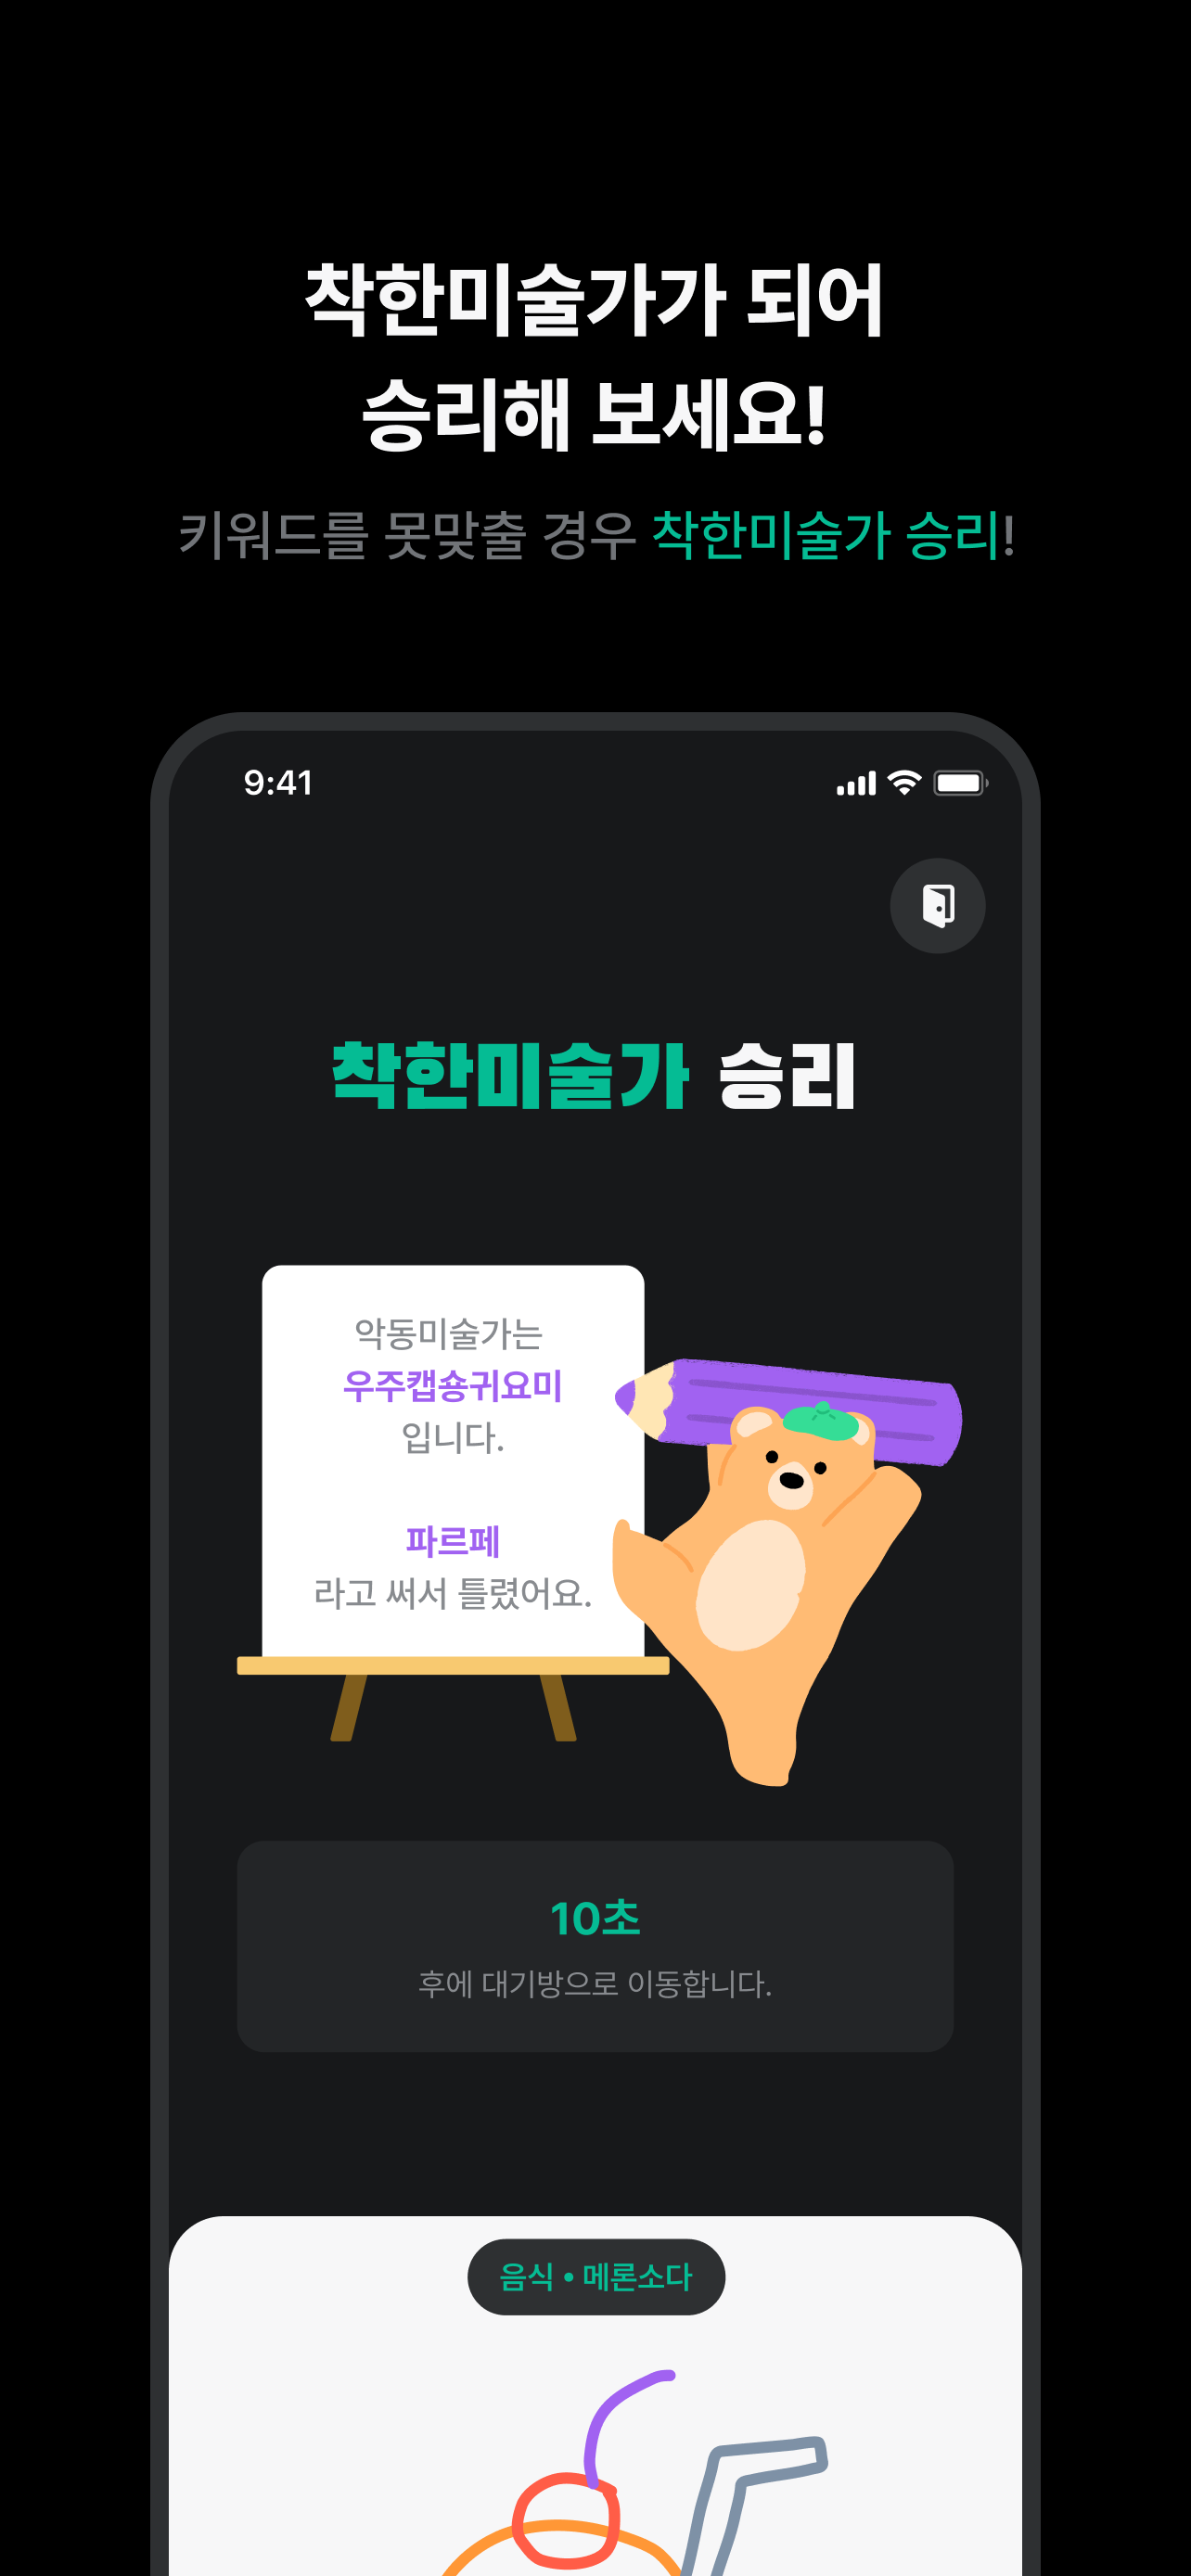 착한미술가가 되어
승리해 보세요!
키워드를 못맞출 경우 착한미술가 승리!
9:41
착한미술가 승리
악동미술가는
우주캡숑귀요미
입니다.
파르페
라고 써서 틀렸어요.
10초
후에 대기방으로 이동합니다.
음식 • 메론소다